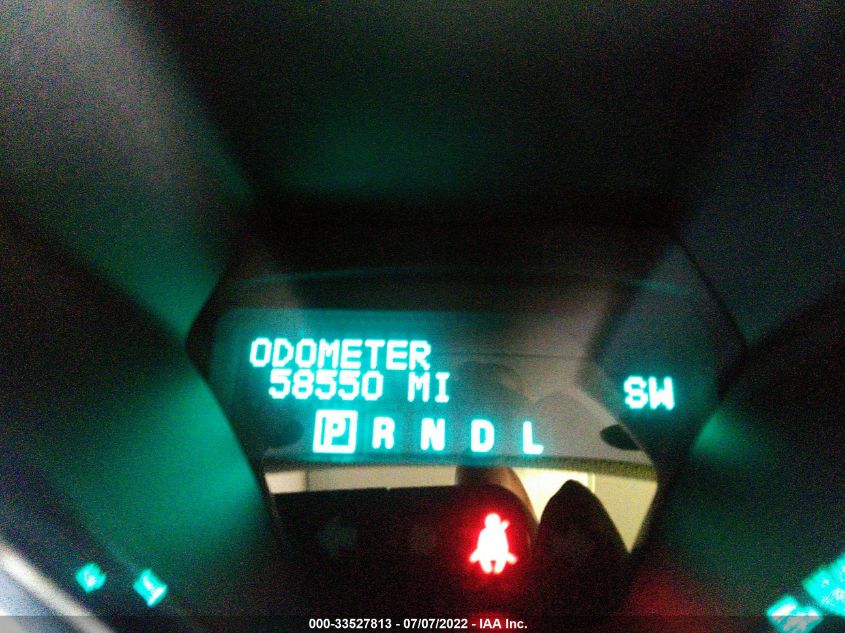 ODOMETER
58550 MI
SW
P R N D L
000-33527813 - 07/07/2022 - IAA Inc.